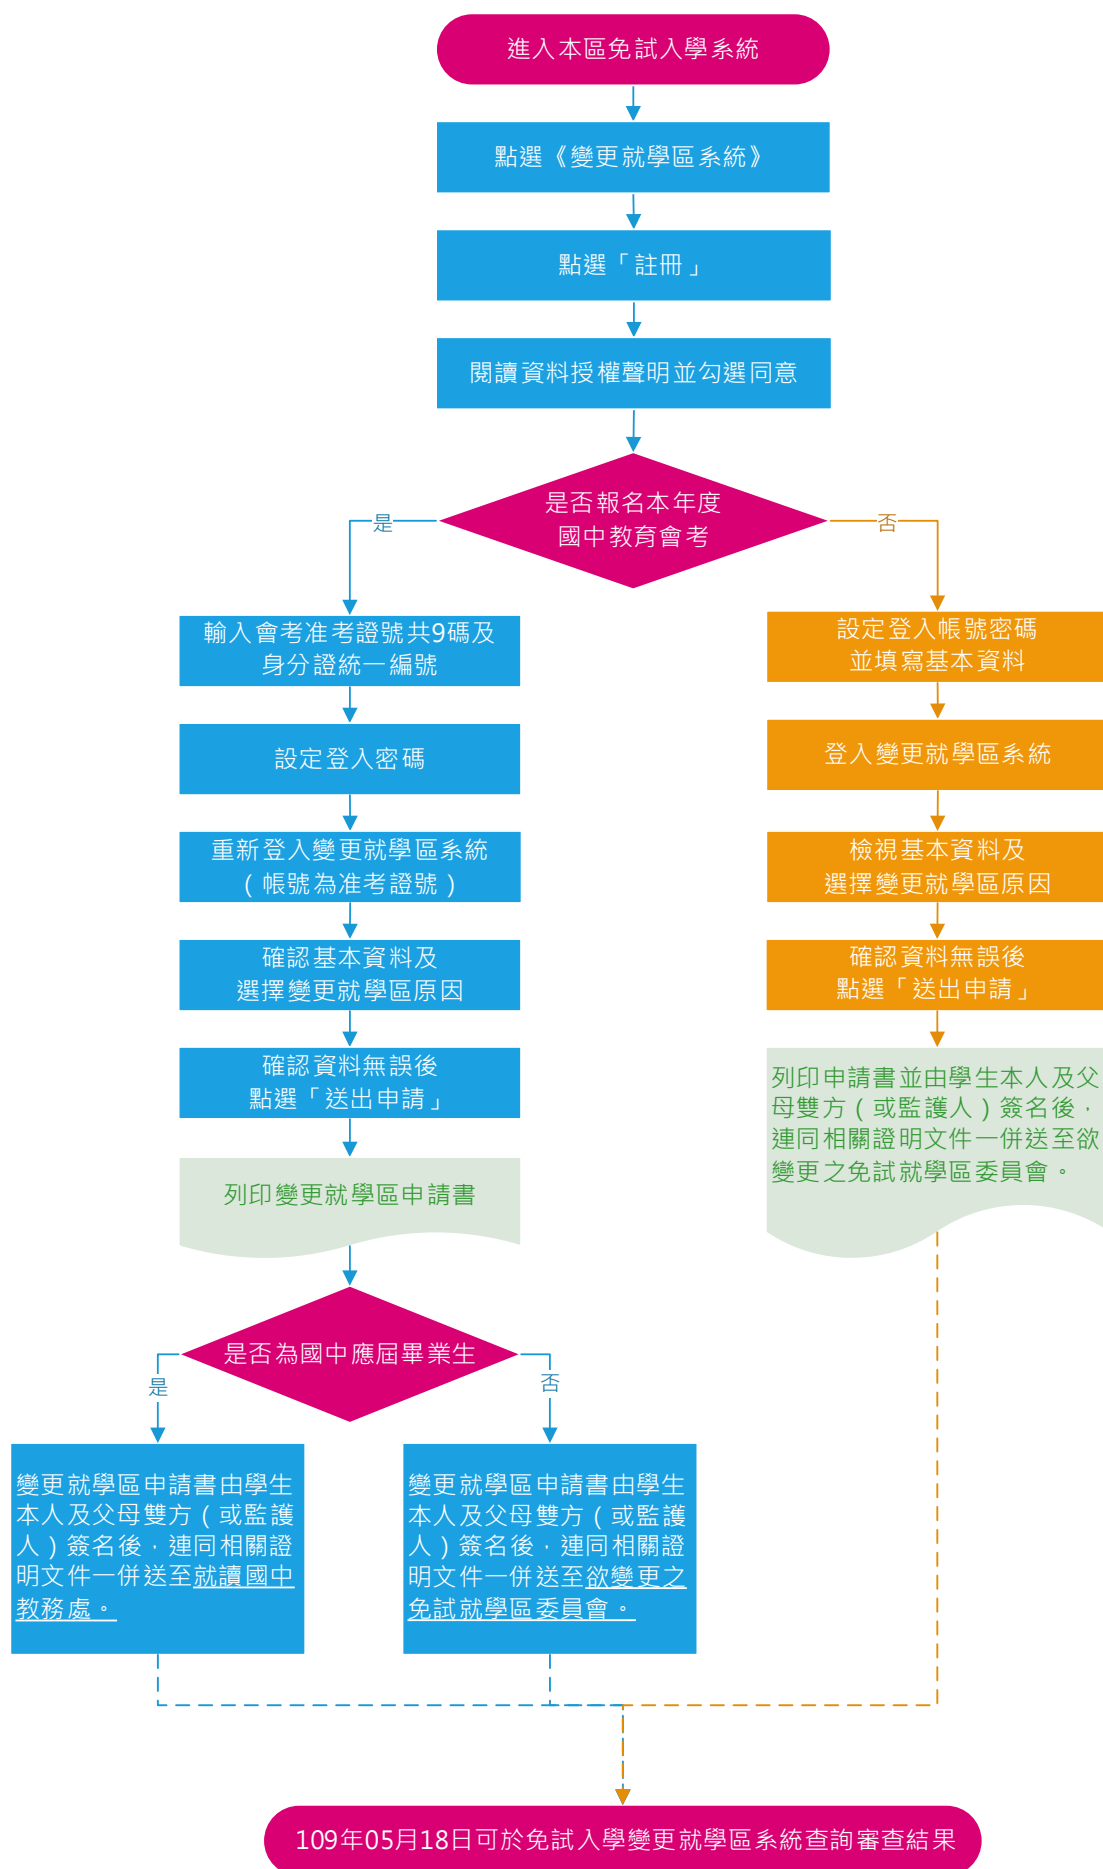 進入本區免試入學系統
點選《變更就學區系統》
點選「註冊」
閱讀資料授權聲明並勾選同意
是否報名本年度
國中教育會考
是
否
輸入會考准考證號共9碼及
身分證統一編號
設定登入密碼
重新登入變更就學區系統
(帳號為准考證號)
確認基本資料及
選擇變更就學區原因
確認資料無誤後
點選「送出申請」
列印變更就學區申請書
是否為國中應屆畢業生
是
否
變更就學區申請書由學生
本人及父母雙方(或監護
人)簽名後，連同相關證
明文件一併送至就讀國中
教務處。
變更就學區申請書由學生
本人及父母雙方(或監護
人)簽名後，連同相關證
明文件一併送至欲變更之
免試就學區委員會。
設定登入帳號密碼
並填寫基本資料
登入變更就學區系統
檢視基本資料及
選擇變更就學區原因
確認資料無誤後
點選「送出申請」
列印申請書並由學生本人及父
母雙方(或監護人)簽名後，
連同相關證明文件一併送至欲
變更之免試就學區委員會。
109年05月18日可於免試入學變更就學區系統查詢審查結果